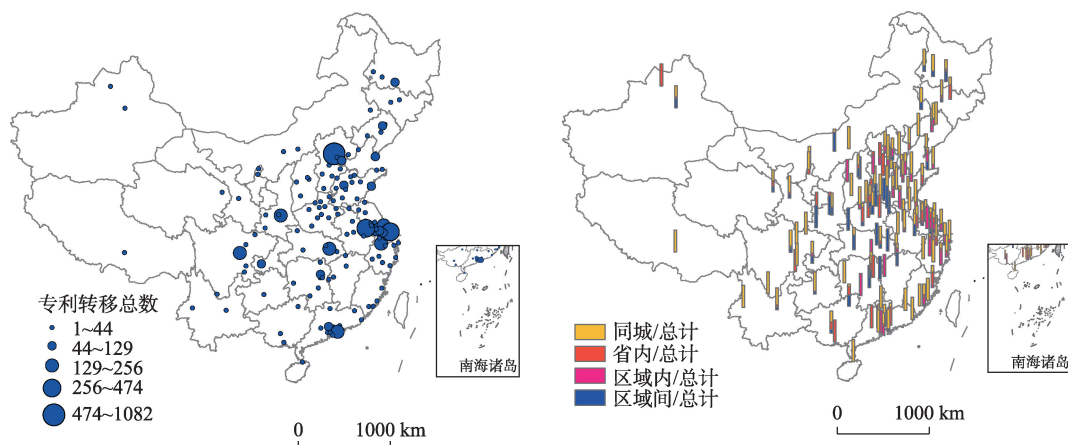 专利转移总数
1~44
44~129
129~256
256~474
474~1082
南海诸岛
0 1000 km
同城/总计
省内/总计
区域内/总计
区域间/总计
南海诸岛
0 1000 km